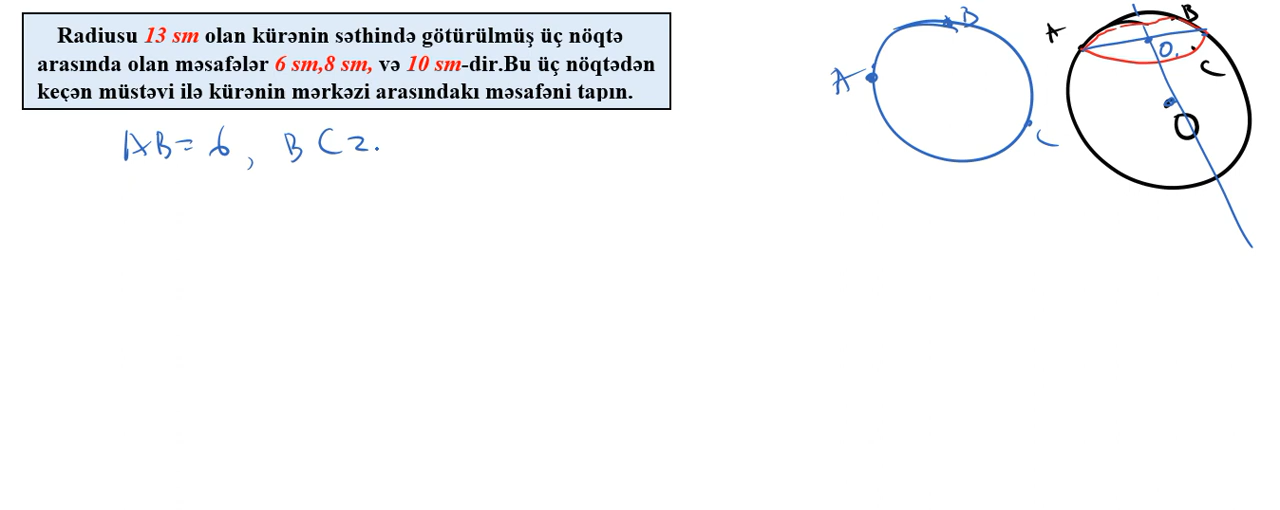 Radiusu 13 sm olan kürənin səthində götürülmüş üç nöqtə
arasında olan məsafələr 6 sm,8 sm, və 10 sm-dir.Bu üç nöqtədən
keçən müstəvi ilə kürənin mərkəzi arasındakı məsafəni tapın.
AB = 6, BC =
A
B
C
A
B
C
O₁
O